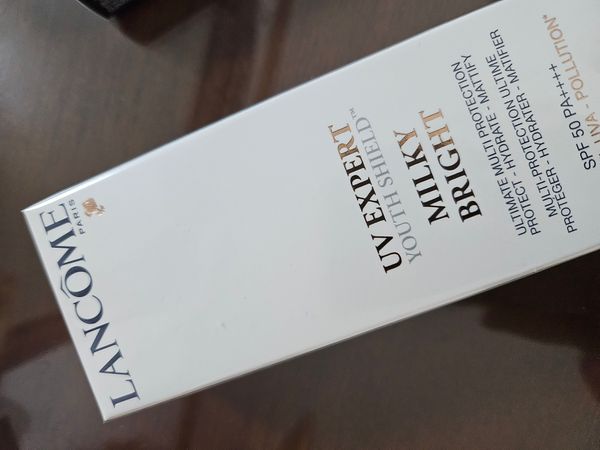 LANCÔME
PARIS
UV EXPERT
YOUTH SHIELD™
MILKY
BRIGHT
ULTIMATE MULTI PROTECTION
PROTECT - HYDRATE - MATTIFY
MULTI-PROTECTION ULTIME
PROTÉGER - HYDRATER- MATIFIER
SPF 50 PA++++
UVA - POLLUTION*